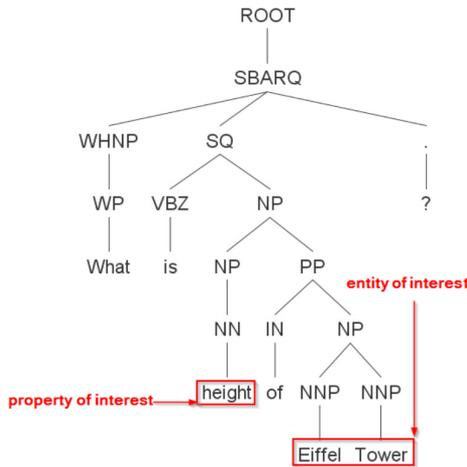 ROOT
SBARQ
WHNP SQ .
WP VBZ NP ?
What is NP PP
entity of interest
NN IN NP
property of interest height of NNP NNP
Eiffel Tower